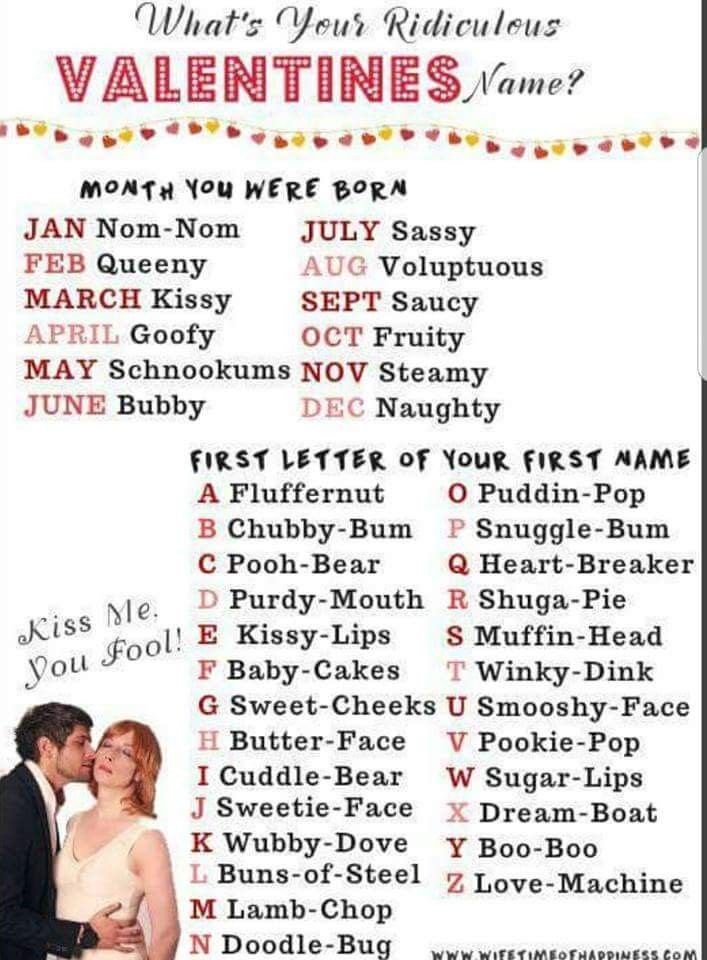 What's Your Ridiculous
VALENTINES Name?
MONTH YOU WERE BORN
JAN Nom-Nom
FEB Queeny
MARCH Kissy
APRIL Goofy
MAY Schnookums
JUNE Bubby
JULY Sassy
AUG Voluptuous
SEPT Saucy
OCT Fruity
NOV Steamy
DEC Naughty
FIRST LETTER OF YOUR FIRST NAME
A Fluffernut
B Chubby-Bum
C Pooh-Bear
D Purdy-Mouth
E Kissy-Lips
F Baby-Cakes
G Sweet-Cheeks
H Butter-Face
I Cuddle-Bear
J Sweetie-Face
K Wubby-Dove
L Buns-of-Steel
M Lamb-Chop
N Doodle-Bug
O Puddin-Pop
P Snuggle-Bum
Q Heart-Breaker
R Shuga-Pie
S Muffin-Head
T Winky-Dink
U Smooshy-Face
V Pookie-Pop
W Sugar-Lips
X Dream-Boat
Y Boo-Boo
Z Love-Machine
Kiss Me,
You Fool!
WWW.WIFETIMEOFHAPPINESS.COM